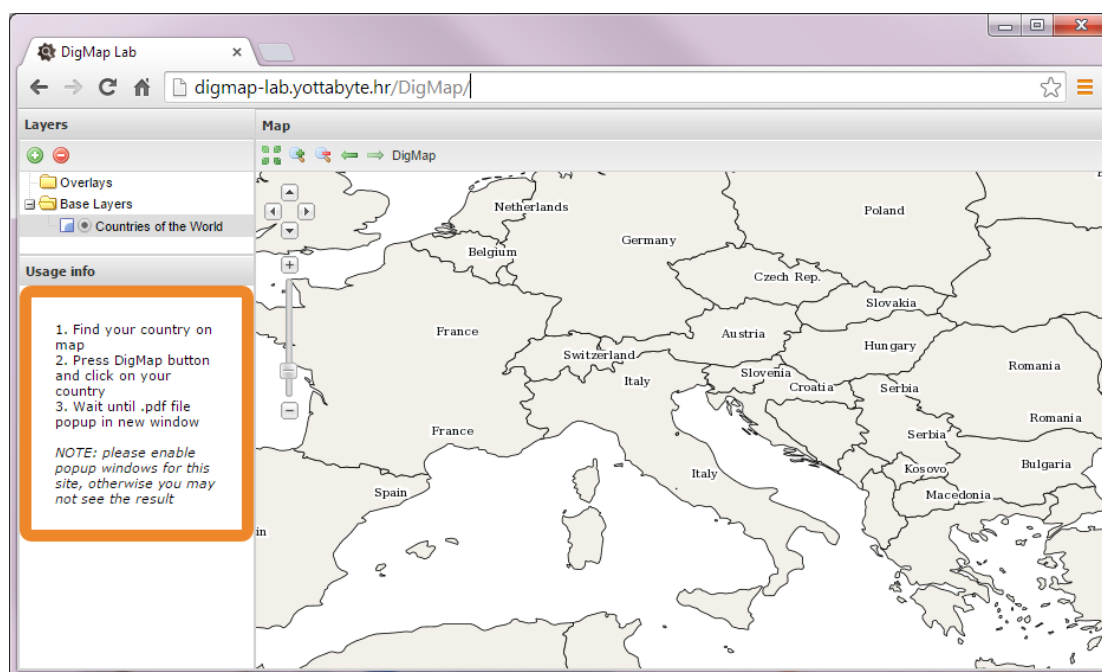 DigMap Lab
digmap-lab.yottabyte.hr/DigMap/
Layers
Map
DigMap
Overlays
Base Layers
Countries of the World
Usage info
1. Find your country on
map
2. Press DigMap button
and click on your
country
3. Wait until .pdf file
popup in new window
NOTE: please enable
popup windows for this
site, otherwise you may
not see the result
Netherlands
Poland
Germany
Belgium
Czech Rep.
Slovakia
France
Austria
Hungary
Switzerland
Romania
Slovenia
Italy
Croatia
Serbia
Romania
France
Serbia
Bulgaria
Kosovo
Italy
Spain
Macedonia
in